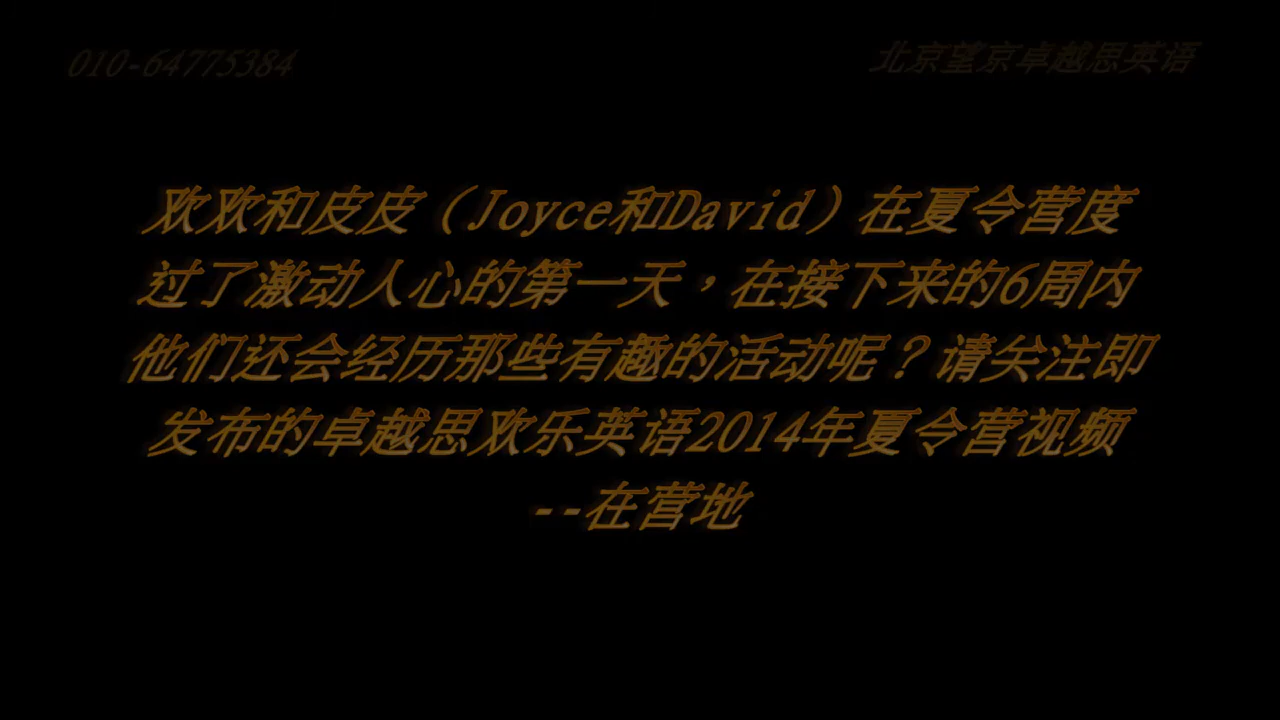 010-64775384
北京望京卓越思英语
欢欢和皮皮（Joyce和David）在夏令营度
过了激动人心的第一天，在接下来的6周内
他们还会经历那些有趣的活动呢？请关注即
发布的卓越思欢乐英语2014年夏令营视频
--在营地